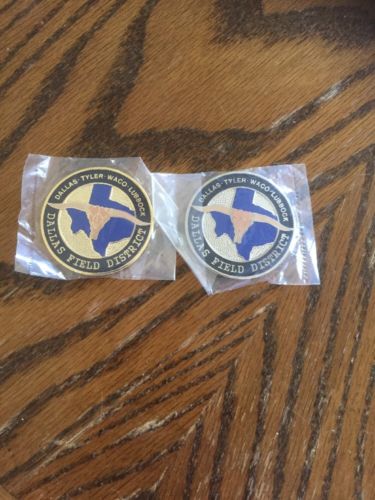 DALLAS · TYLER · WACO · LUBBOCK
DALLAS FIELD DISTRICT
DALLAS · TYLER · WACO · LUBBOCK
DALLAS FIELD DISTRICT